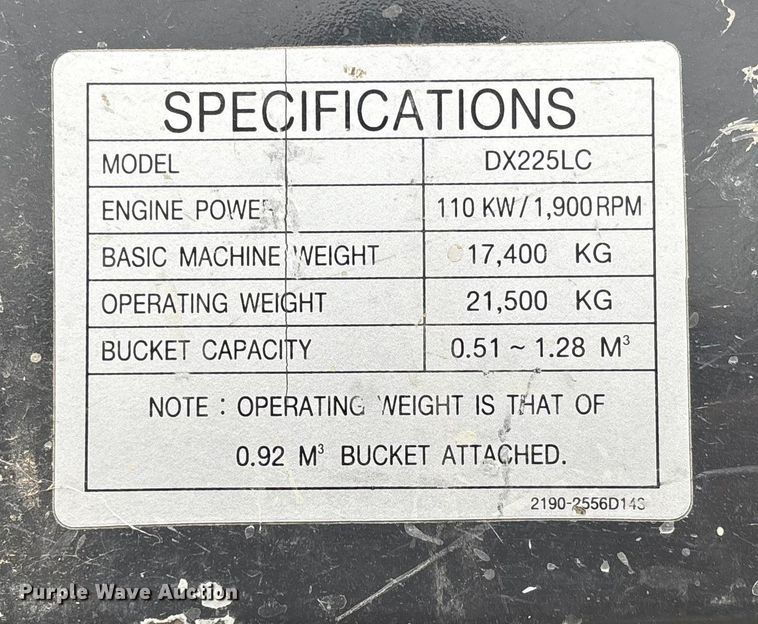 SPECIFICATIONS
MODEL DX225LC
ENGINE POWER 110 KW/1,900RPM
BASIC MACHINE WEIGHT 17,400 KG
OPERATING WEIGHT 21,500 KG
BUCKET CAPACITY 0.51 ~ 1.28 M³
NOTE : OPERATING WEIGHT IS THAT OF
0.92 M³ BUCKET ATTACHED.
Purple Wave Auction